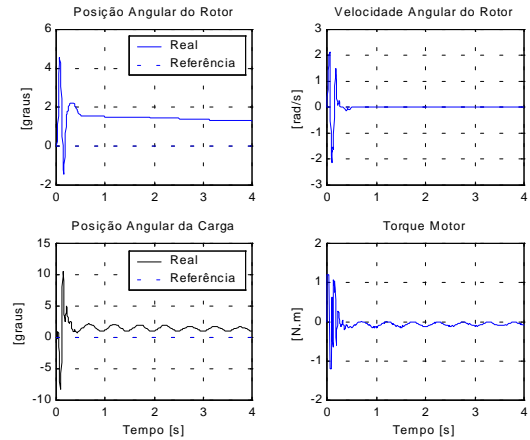 Posição Angular do Rotor
Velocidade Angular do Rotor
[graus]
6
4
2
0
-2
Real
Referência
0 1 2 3 4
[rad/s]
3
2
1
0
-1
-2
-3
0 1 2 3 4
Posição Angular da Carga
Torque Motor
[graus]
15
10
5
0
-5
-10
Real
Referência
0 1 2 3 4
Tempo [s]
[N.m]
2
1
0
-1
-2
0 1 2 3 4
Tempo [s]